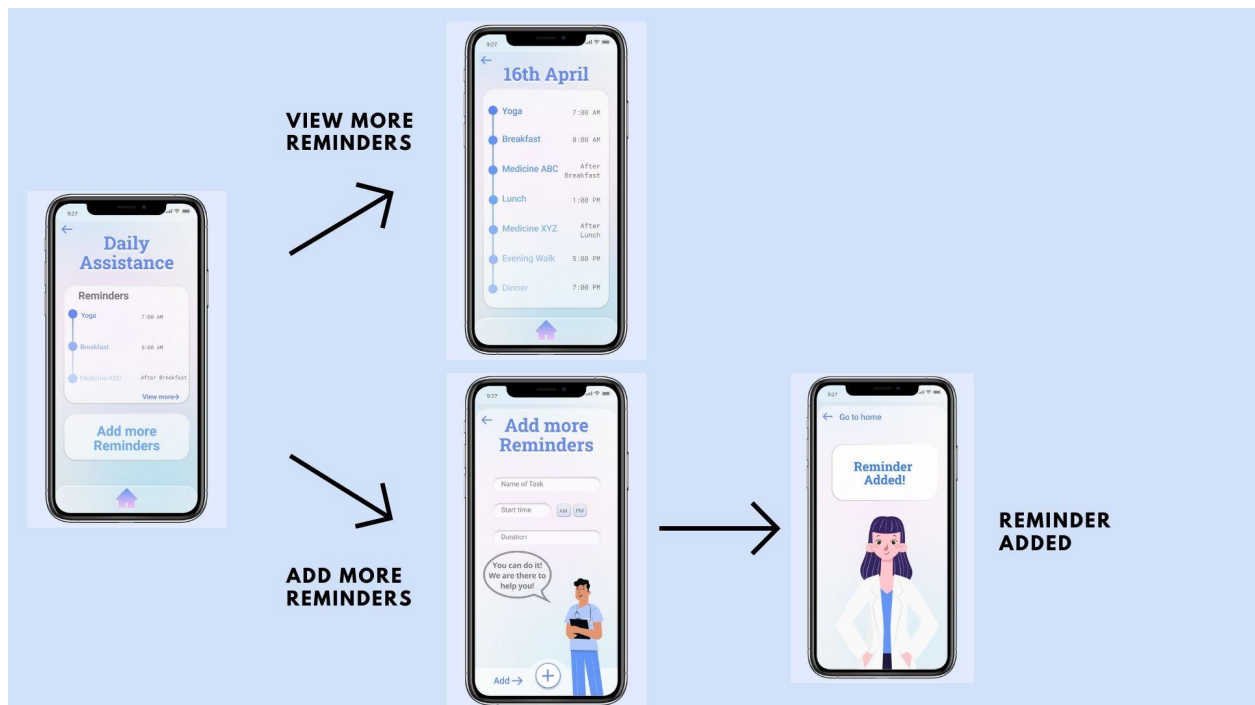 9:27
Daily
Assistance
Reminders
Yoga 7:00 AM
Breakfast 8:00 AM
Medicine ABC After Breakfast
View more→
Add more
Reminders
VIEW MORE
REMINDERS
9:27
16th April
Yoga 7:00 AM
Breakfast 8:00 AM
Medicine ABC After
Breakfast
Lunch 1:00 PM
Medicine XYZ After
Lunch
Evening Walk 5:00 PM
Dinner 7:00 PM
ADD MORE
REMINDERS
9:27
Add more
Reminders
Name of Task
Start time AM PM
Duration
You can do it!
We are there to
help you!
Add →
9:27
Go to home
Reminder
Added!
REMINDER
ADDED